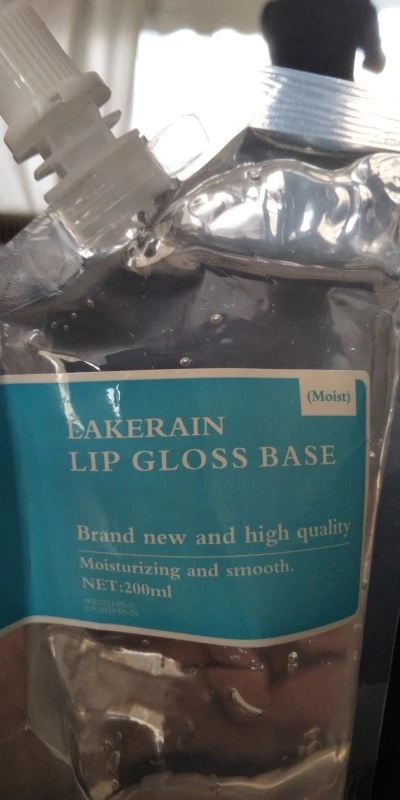 (Moist)
LAKERAIN
LIP GLOSS BASE
Brand new and high quality
Moisturizing and smooth.
NET:200ml